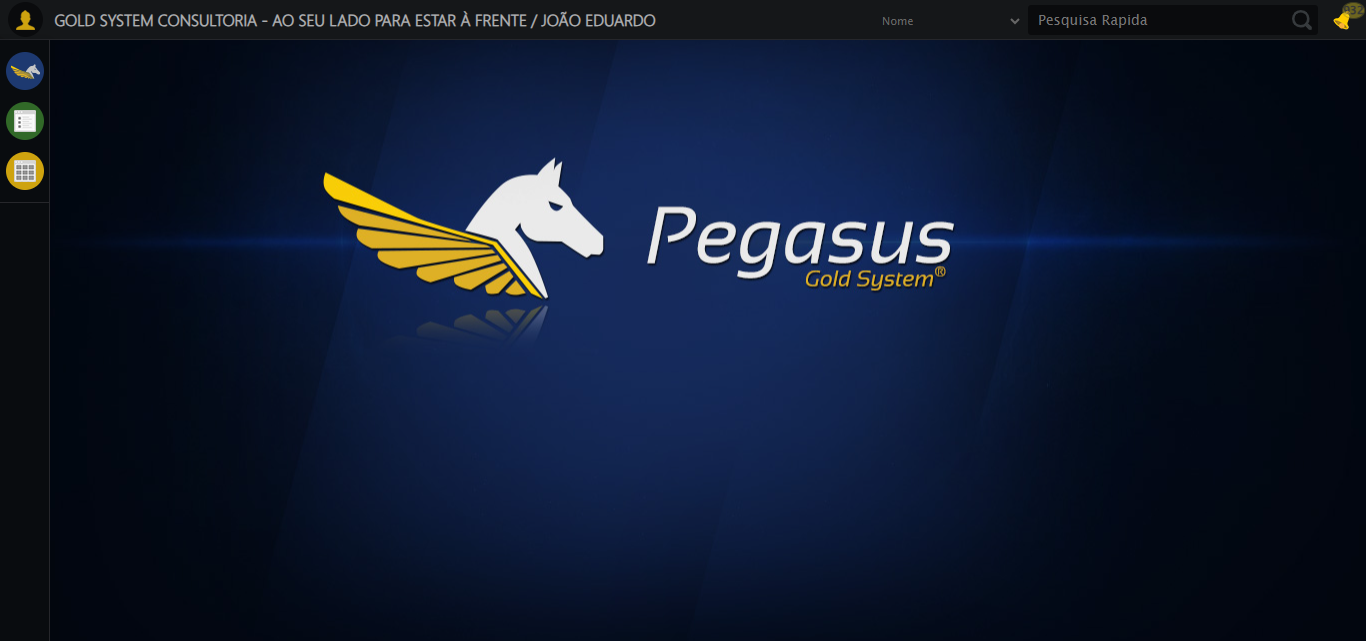 GOLD SYSTEM CONSULTORIA - AO SEU LADO PARA ESTAR À FRENTE / JOÃO EDUARDO
Nome
Pesquisa Rapida
Pegasus
Gold System®